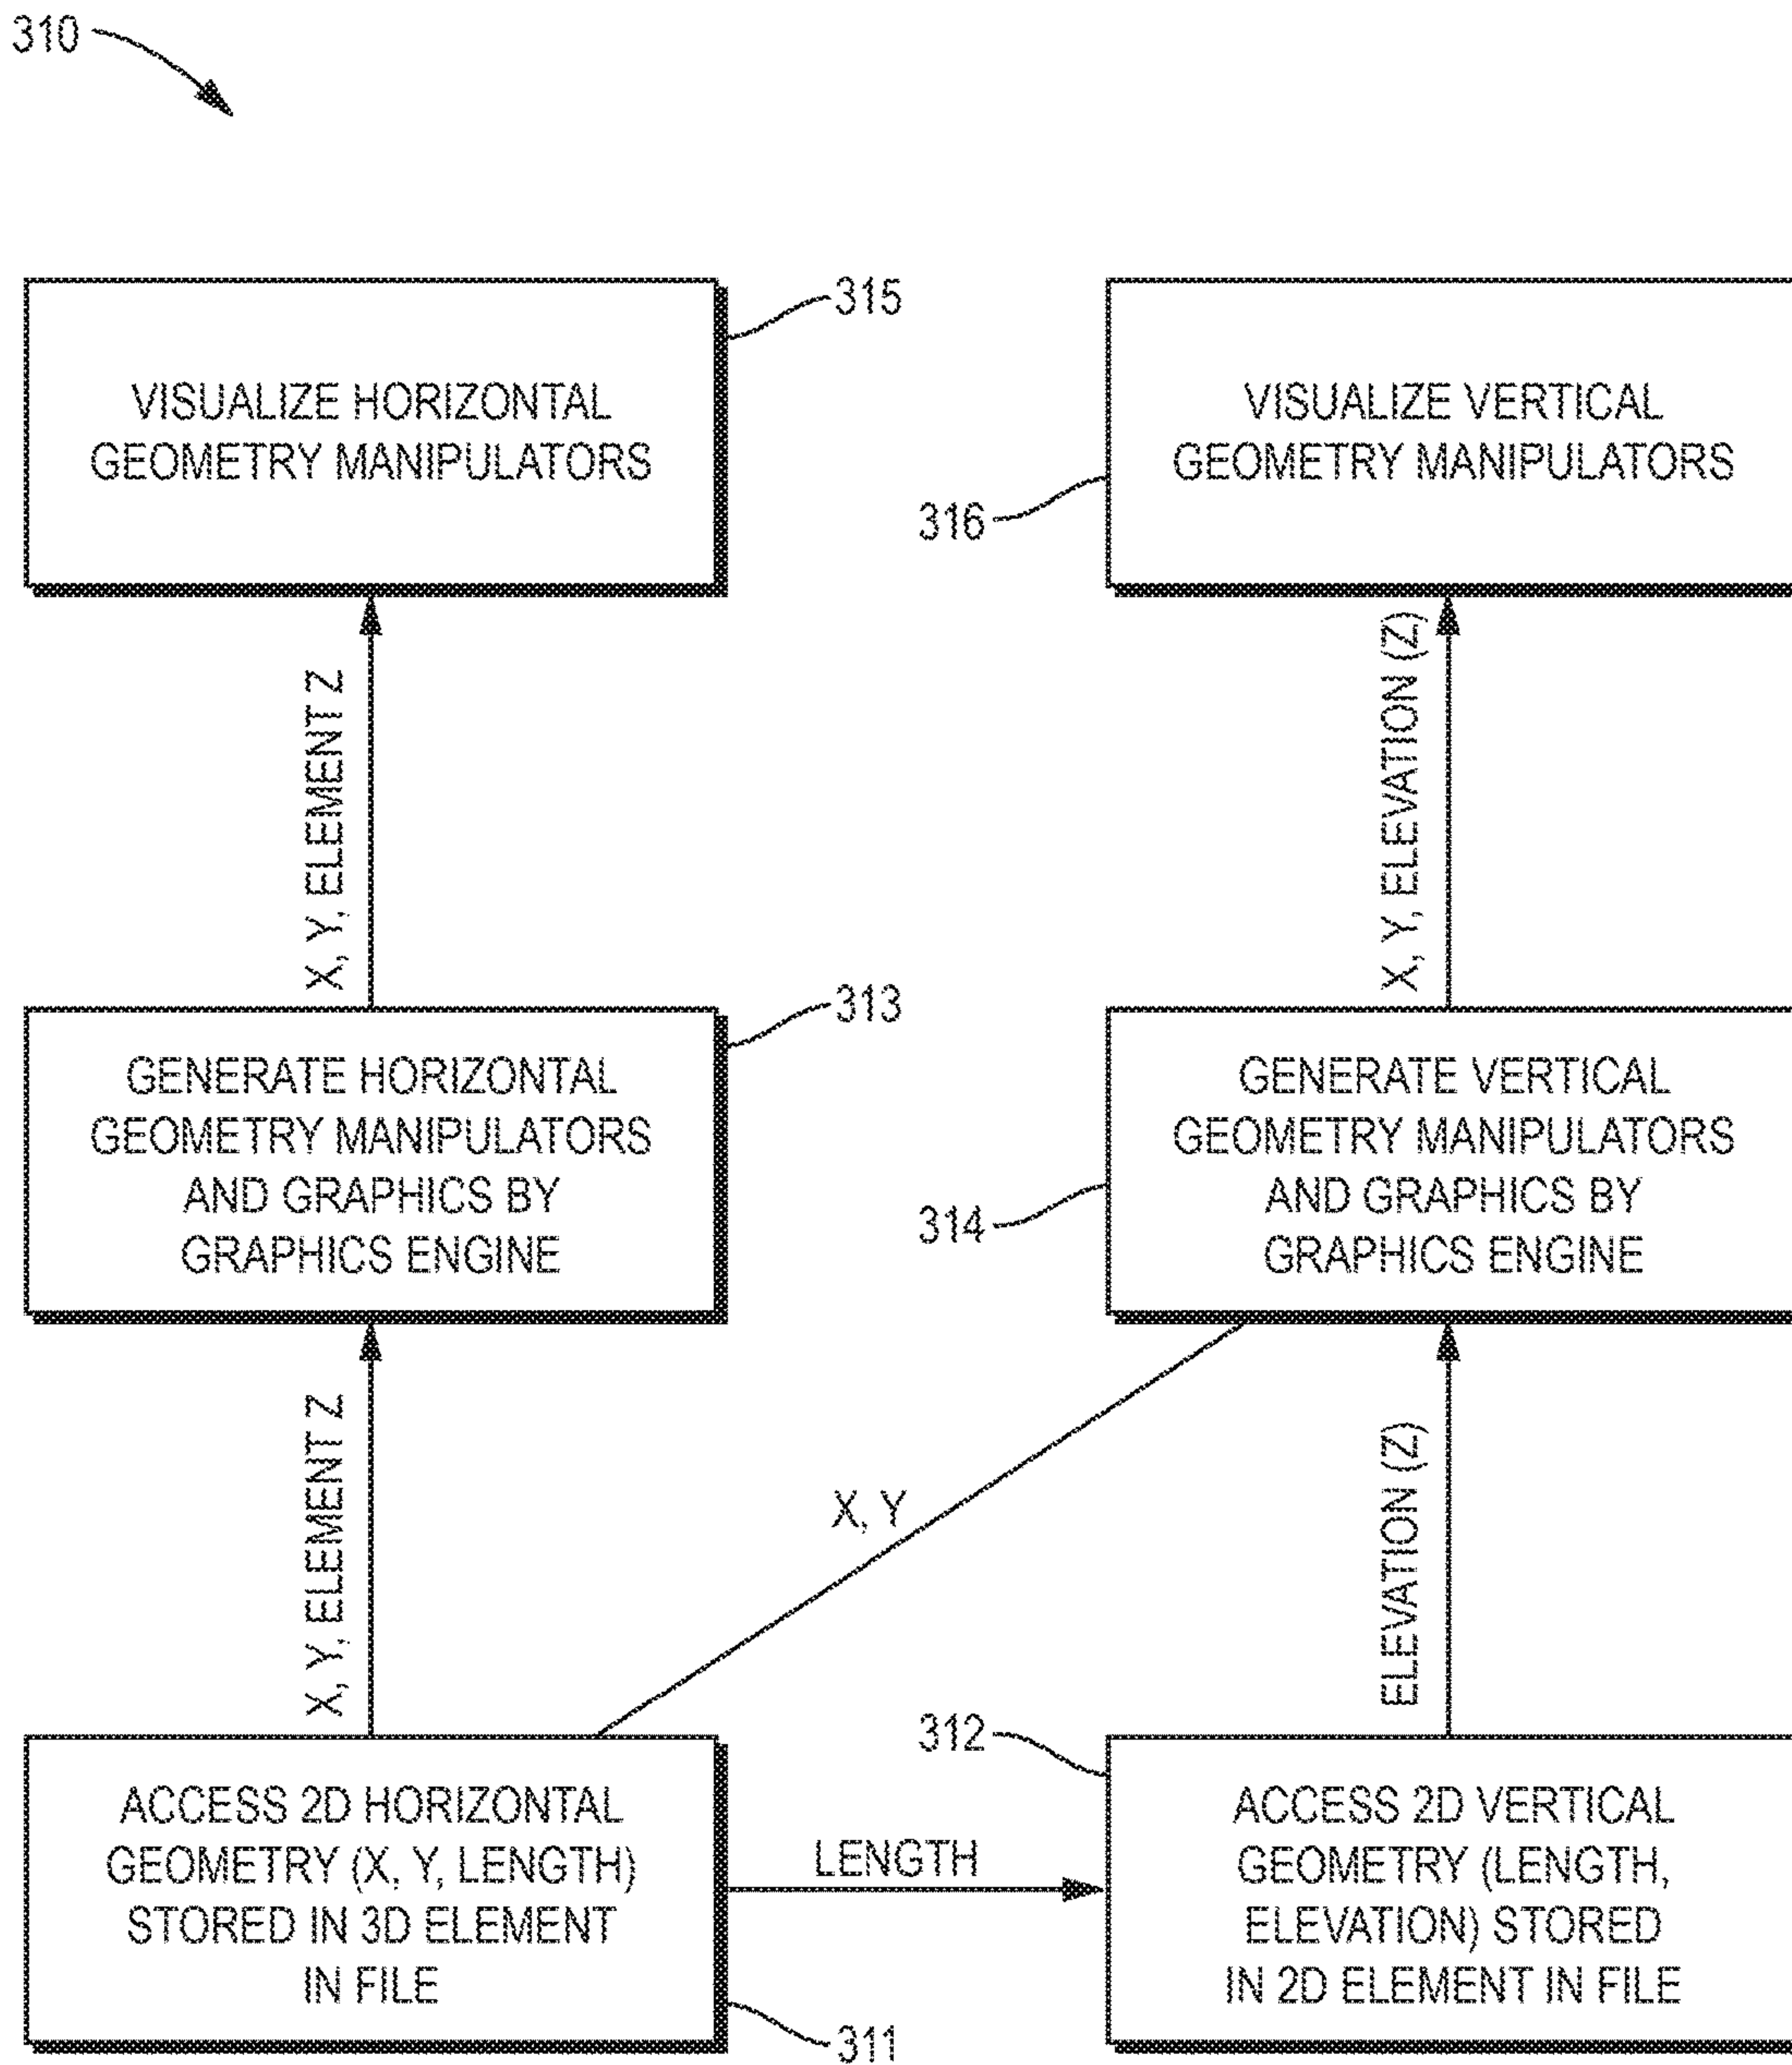 310
VISUALIZE HORIZONTAL
GEOMETRY MANIPULATORS
315
VISUALIZE VERTICAL
GEOMETRY MANIPULATORS
316
X, Y, ELEMENT Z
X, Y, ELEVATION (Z)
GENERATE HORIZONTAL
GEOMETRY MANIPULATORS
AND GRAPHICS BY
GRAPHICS ENGINE
313
GENERATE VERTICAL
GEOMETRY MANIPULATORS
AND GRAPHICS BY
GRAPHICS ENGINE
314
X, Y, ELEMENT Z
X, Y
ELEVATION (Z)
ACCESS 2D HORIZONTAL
GEOMETRY (X, Y, LENGTH)
STORED IN 3D ELEMENT
IN FILE
311
LENGTH
312
ACCESS 2D VERTICAL
GEOMETRY (LENGTH,
ELEVATION) STORED
IN 2D ELEMENT IN FILE